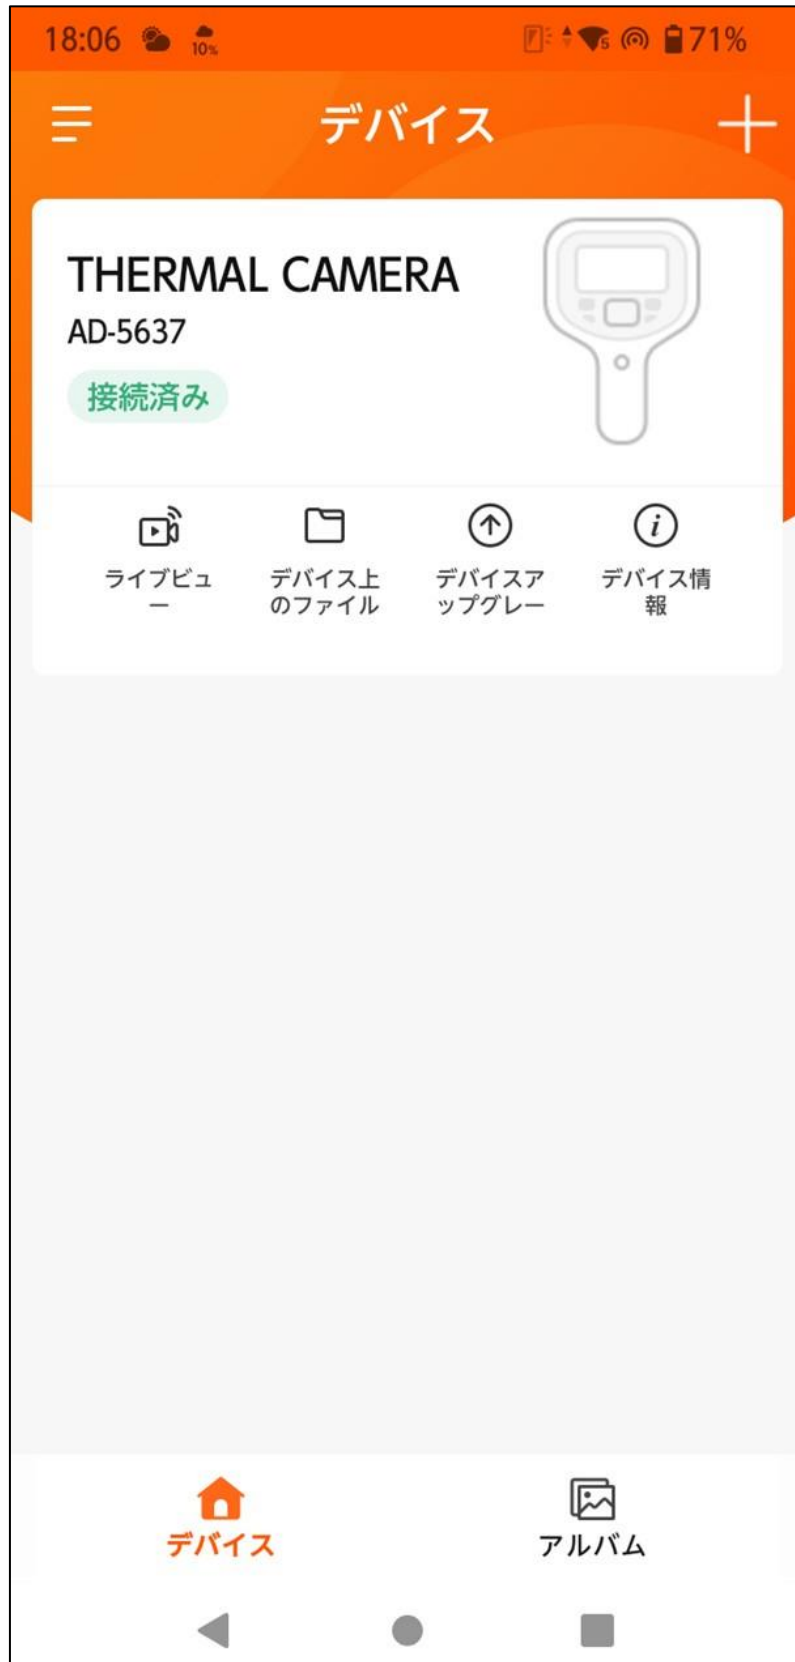 18:06
10%
5
71%
デバイス
THERMAL CAMERA
AD-5637
接続済み
ライブビュ
ー
デバイス上
のファイル
デバイスア
ップグレー
デバイス情
報
デバイス
アルバム